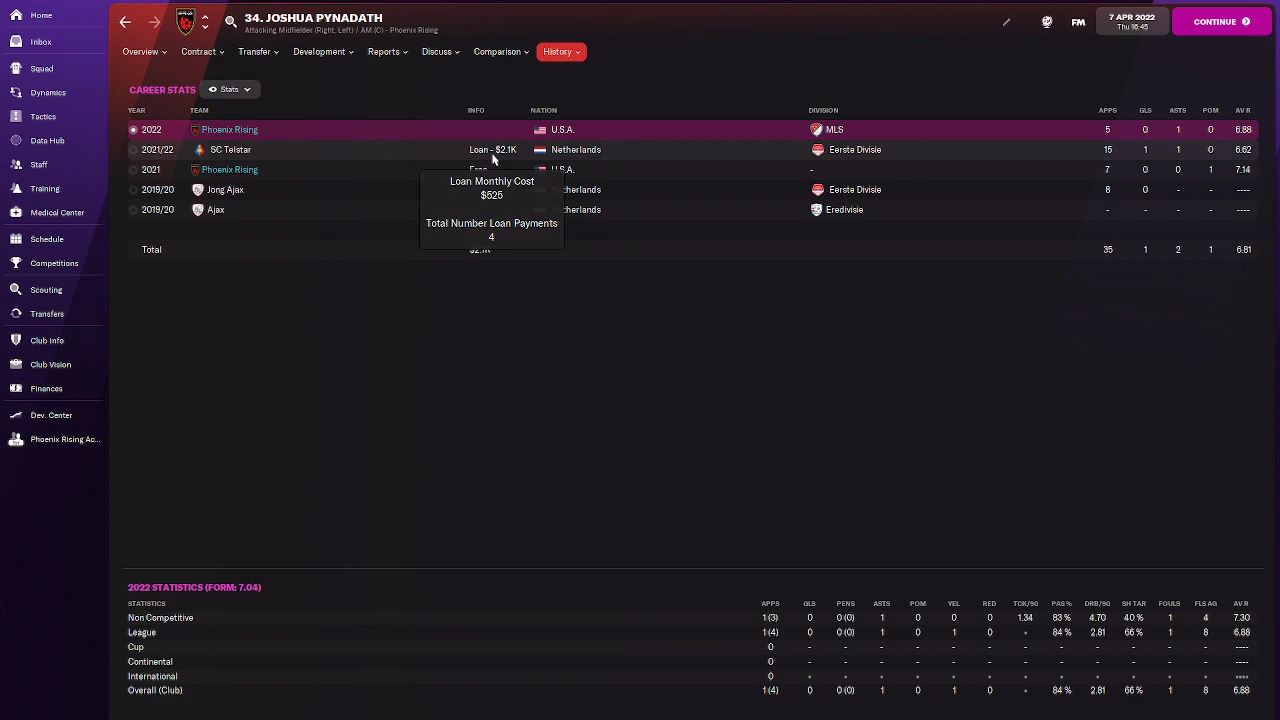 Home
Inbox
Squad
Dynamics
Tactics
Data Hub
Staff
Training
Medical Center
Schedule
Competitions
Scouting
Transfers
Club Info
Club Vision
Finances
Dev. Center
Phoenix Rising Ac...
34. JOSHUA PYNADATH
Attacking Midfielder (Right, Left) / AM (C) - Phoenix Rising
FM
7 APR 2022
Thu 16:45
CONTINUE
Overview Contract Transfer Development Reports Discuss Comparison History
CAREER STATS Stats
YEAR TEAM INFO NATION DIVISION APPS GLS ASTS POM AV R
2022 Phoenix Rising U.S.A. MLS 5 0 1 0 6.88
2021/22 SC Telstar Loan - $2.1K Netherlands Eerste Divisie 15 1 1 0 6.62
2021 Phoenix Rising U.S.A. - 7 0 0 1 7.14
2019/20 Jong Ajax Netherlands Eerste Divisie 8 0 - - ----
2019/20 Ajax Netherlands Eredivisie - - - - ----
Loan Monthly Cost
$525
Total Number Loan Payments
4
Total $2.1K 35 1 2 1 6.81
2022 STATISTICS (FORM: 7.04)
STATISTICS APPS GLS PENS ASTS POM YEL RED TCK/90 PAS % DRB/90 SH TAR FOULS FLS AG AV R
Non Competitive 1 (3) 0 0 (0) 1 0 0 0 1.34 83 % 4.70 40 % 1 4 7.30
League 1 (4) 0 0 (0) 1 0 1 0 • 84 % 2.81 66 % 1 8 6.88
Cup 0 - - - - - - - - - - - - ----
Continental 0 - - - - - - - - - - - - ----
International 0 • • • • • • • • • • • • ••••
Overall (Club) 1 (4) 0 0 (0) 1 0 1 0 • 84 % 2.81 66 % 1 8 6.88